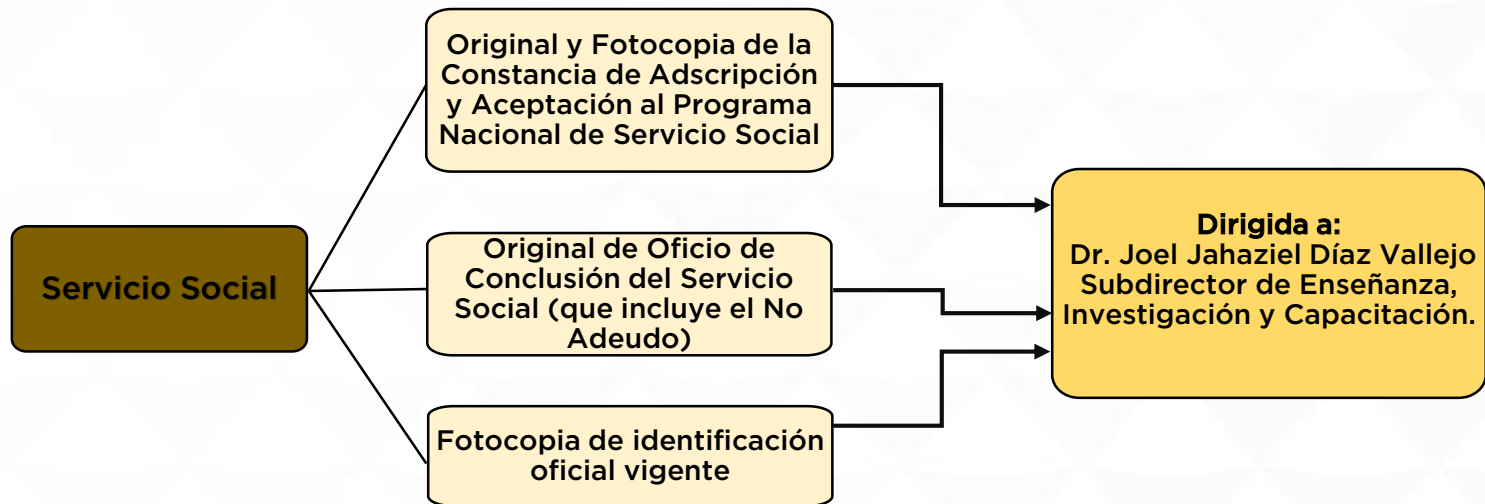 Servicio Social
Original y Fotocopia de la
Constancia de Adscripción
y Aceptación al Programa
Nacional de Servicio Social
Original de Oficio de
Conclusión del Servicio
Social (que incluye el No
Adeudo)
Fotocopia de identificación
oficial vigente
Dirigida a:
Dr. Joel Jahaziel Díaz Vallejo
Subdirector de Enseñanza,
Investigación y Capacitación.